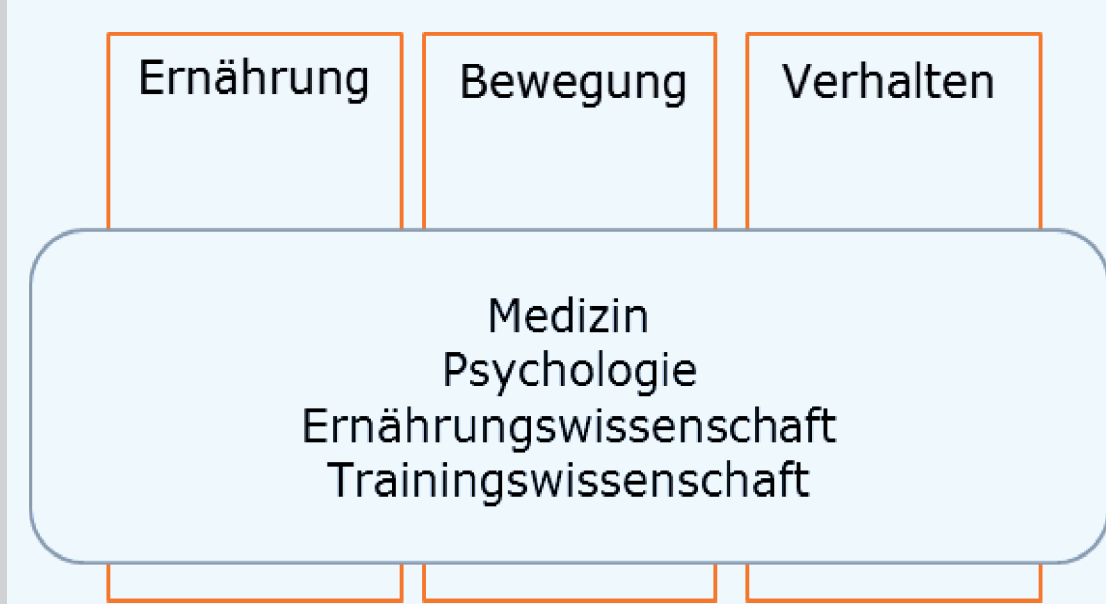 Ernährung
Bewegung
Verhalten
Medizin
Psychologie
Ernährungswissenschaft
Trainingswissenschaft